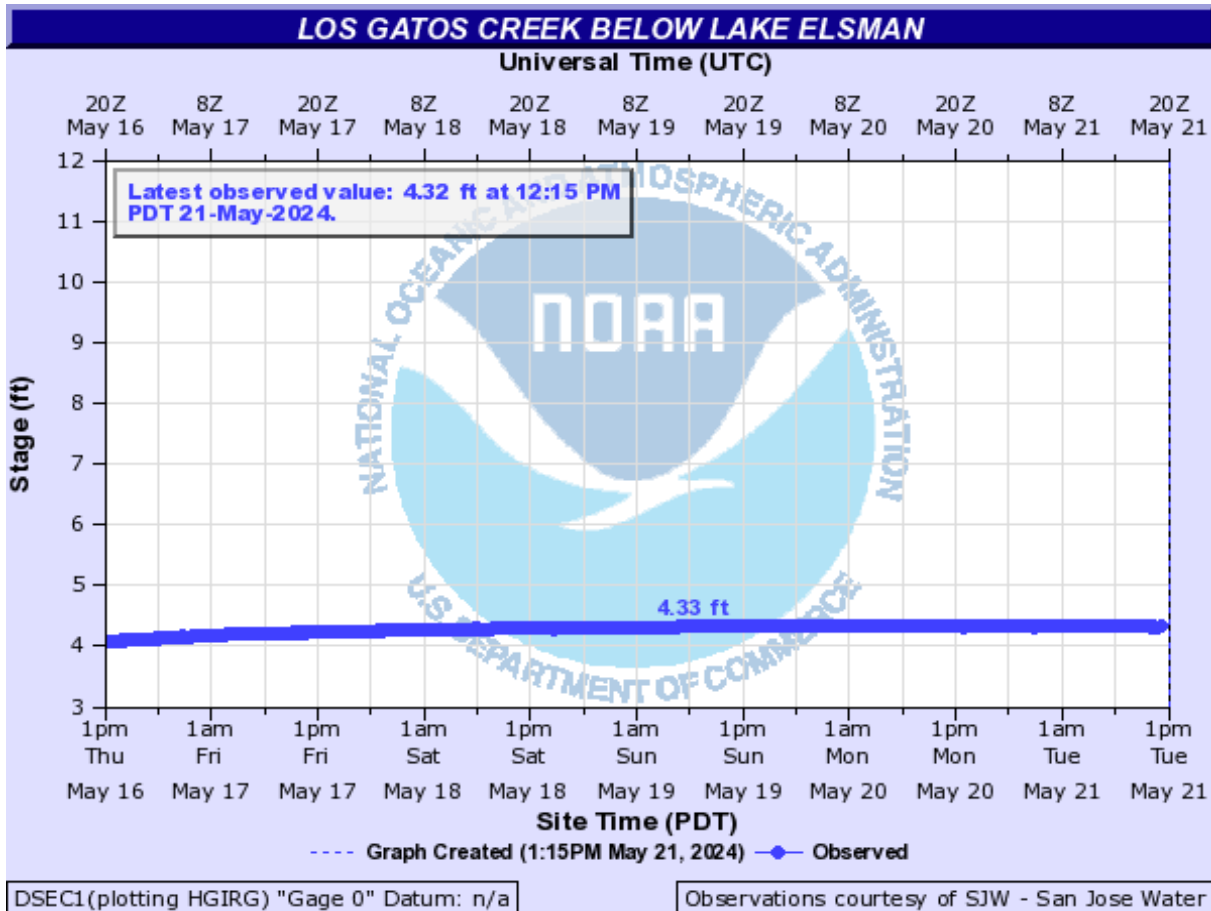 LOS GATOS CREEK BELOW LAKE ELSMAN
Universal Time (UTC)
20Z 8Z 20Z 8Z 20Z 8Z 20Z 8Z 20Z 8Z 20Z
May 16 May 17 May 17 May 18 May 18 May 19 May 19 May 20 May 20 May 21 May 21
Latest observed value: 4.32 ft at 12:15 PM
PDT 21-May-2024.
12
11
10
9
8
7
6
5
4
3
Stage (ft)
NATIONAL OCEANIC AND ATMOSPHERIC ADMINISTRATION
NOAA
U.S. DEPARTMENT OF COMMERCE
4.33 ft
1pm 1am 1pm 1am 1pm 1am 1pm 1am 1pm 1am 1pm
Thu Fri Fri Sat Sat Sun Sun Mon Mon Tue Tue
May 16 May 17 May 17 May 18 May 18 May 19 May 19 May 20 May 20 May 21 May 21
Site Time (PDT)
---- Graph Created (1:15PM May 21, 2024) Observed
DSEC1(plotting HGIRG) "Gage 0" Datum: n/a
Observations courtesy of SJW - San Jose Water